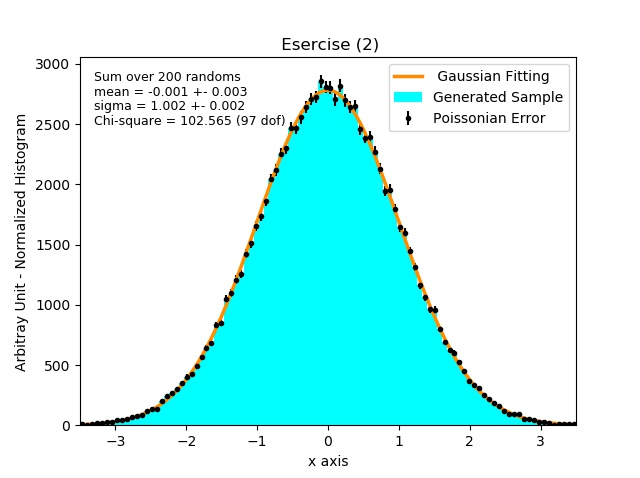 Esercise (2)
Sum over 200 randoms
mean = -0.001 +- 0.003
sigma = 1.002 +- 0.002
Chi-square = 102.565 (97 dof)
Gaussian Fitting
Generated Sample
Poissonian Error
Arbitray Unit - Normalized Histogram
3000
2500
2000
1500
1000
500
0
−3 −2 −1 0 1 2 3
x axis